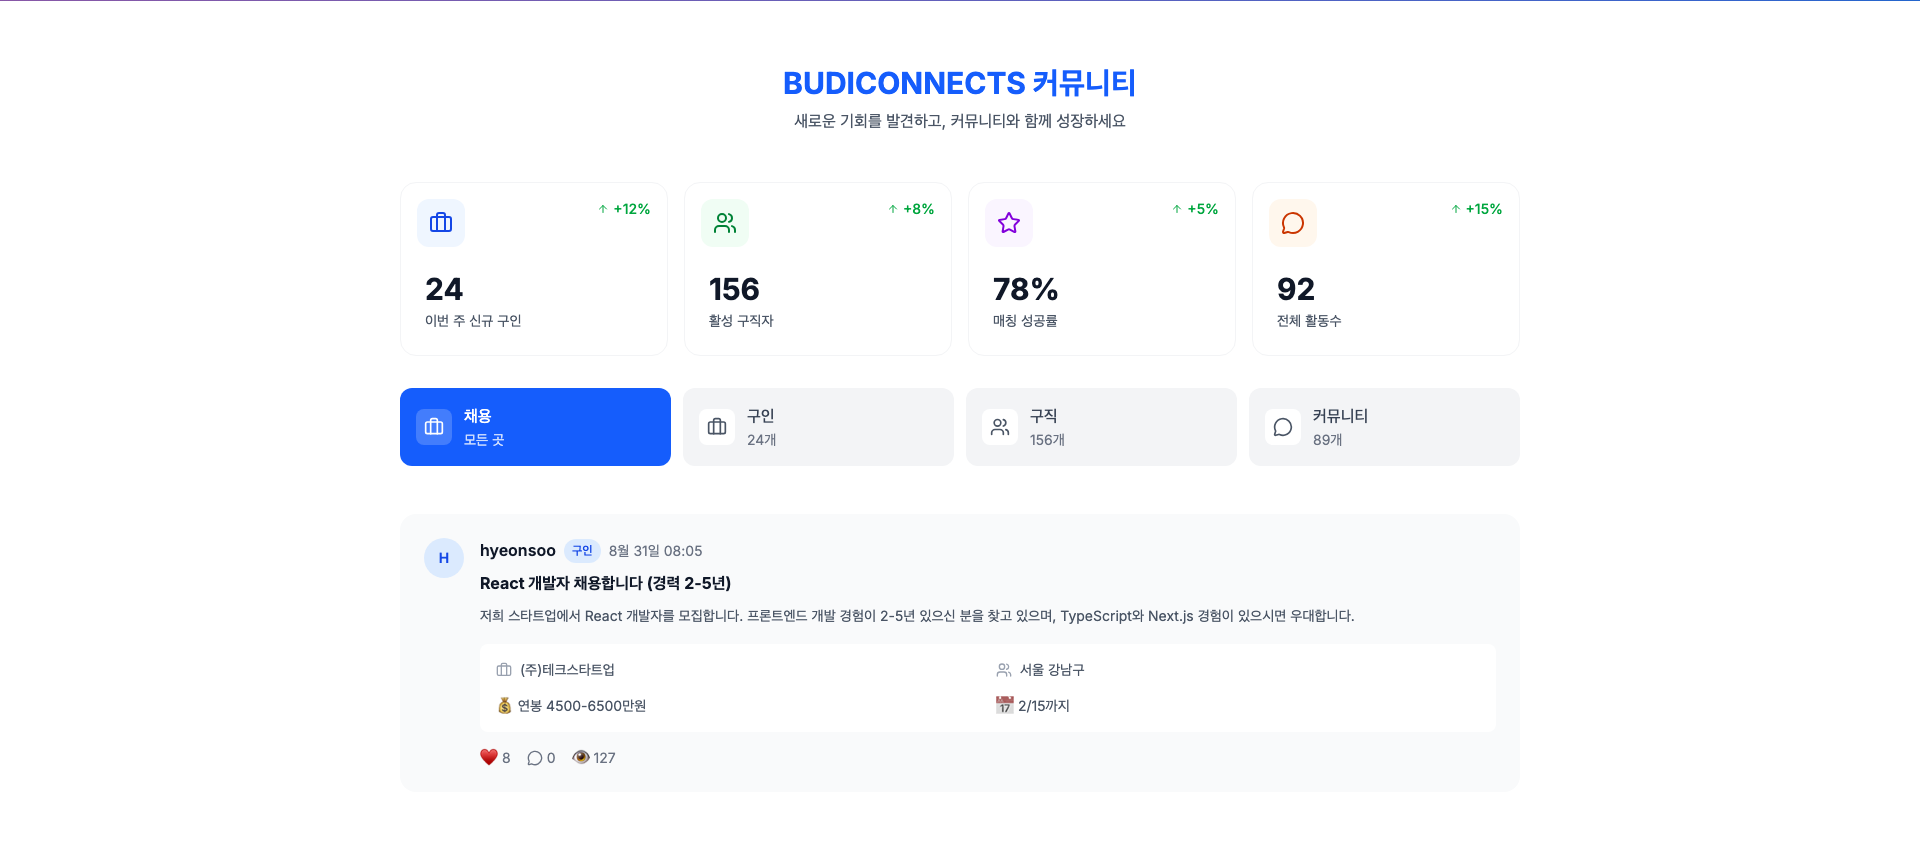 BUDICONNECTS 커뮤니티
새로운 기회를 발견하고, 커뮤니티와 함께 성장하세요
↑ +12%
24
이번 주 신규 구인
↑ +8%
156
활성 구직자
↑ +5%
78%
매칭 성공률
↑ +15%
92
전체 활동수
채용
모든 곳
구인
24개
구직
156개
커뮤니티
89개
H
hyeonsoo 구인 8월 31일 08:05
React 개발자 채용합니다 (경력 2-5년)
저희 스타트업에서 React 개발자를 모집합니다. 프론트엔드 개발 경험이 2-5년 있으신 분을 찾고 있으며, TypeScript와 Next.js 경험이 있으시면 우대합니다.
(주)테크스타트업
서울 강남구
💰 연봉 4500-6500만원
📅 2/15까지
❤️ 8 0 👁️ 127